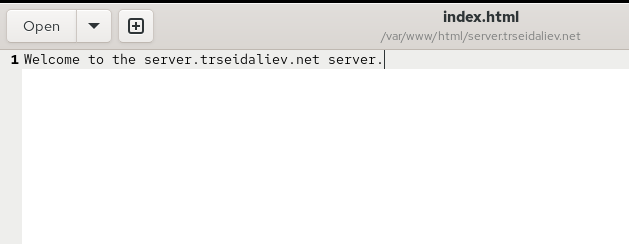 Open
index.html
/var/www/html/server.trseidaliev.net
1 Welcome to the server.trseidaliev.net server.